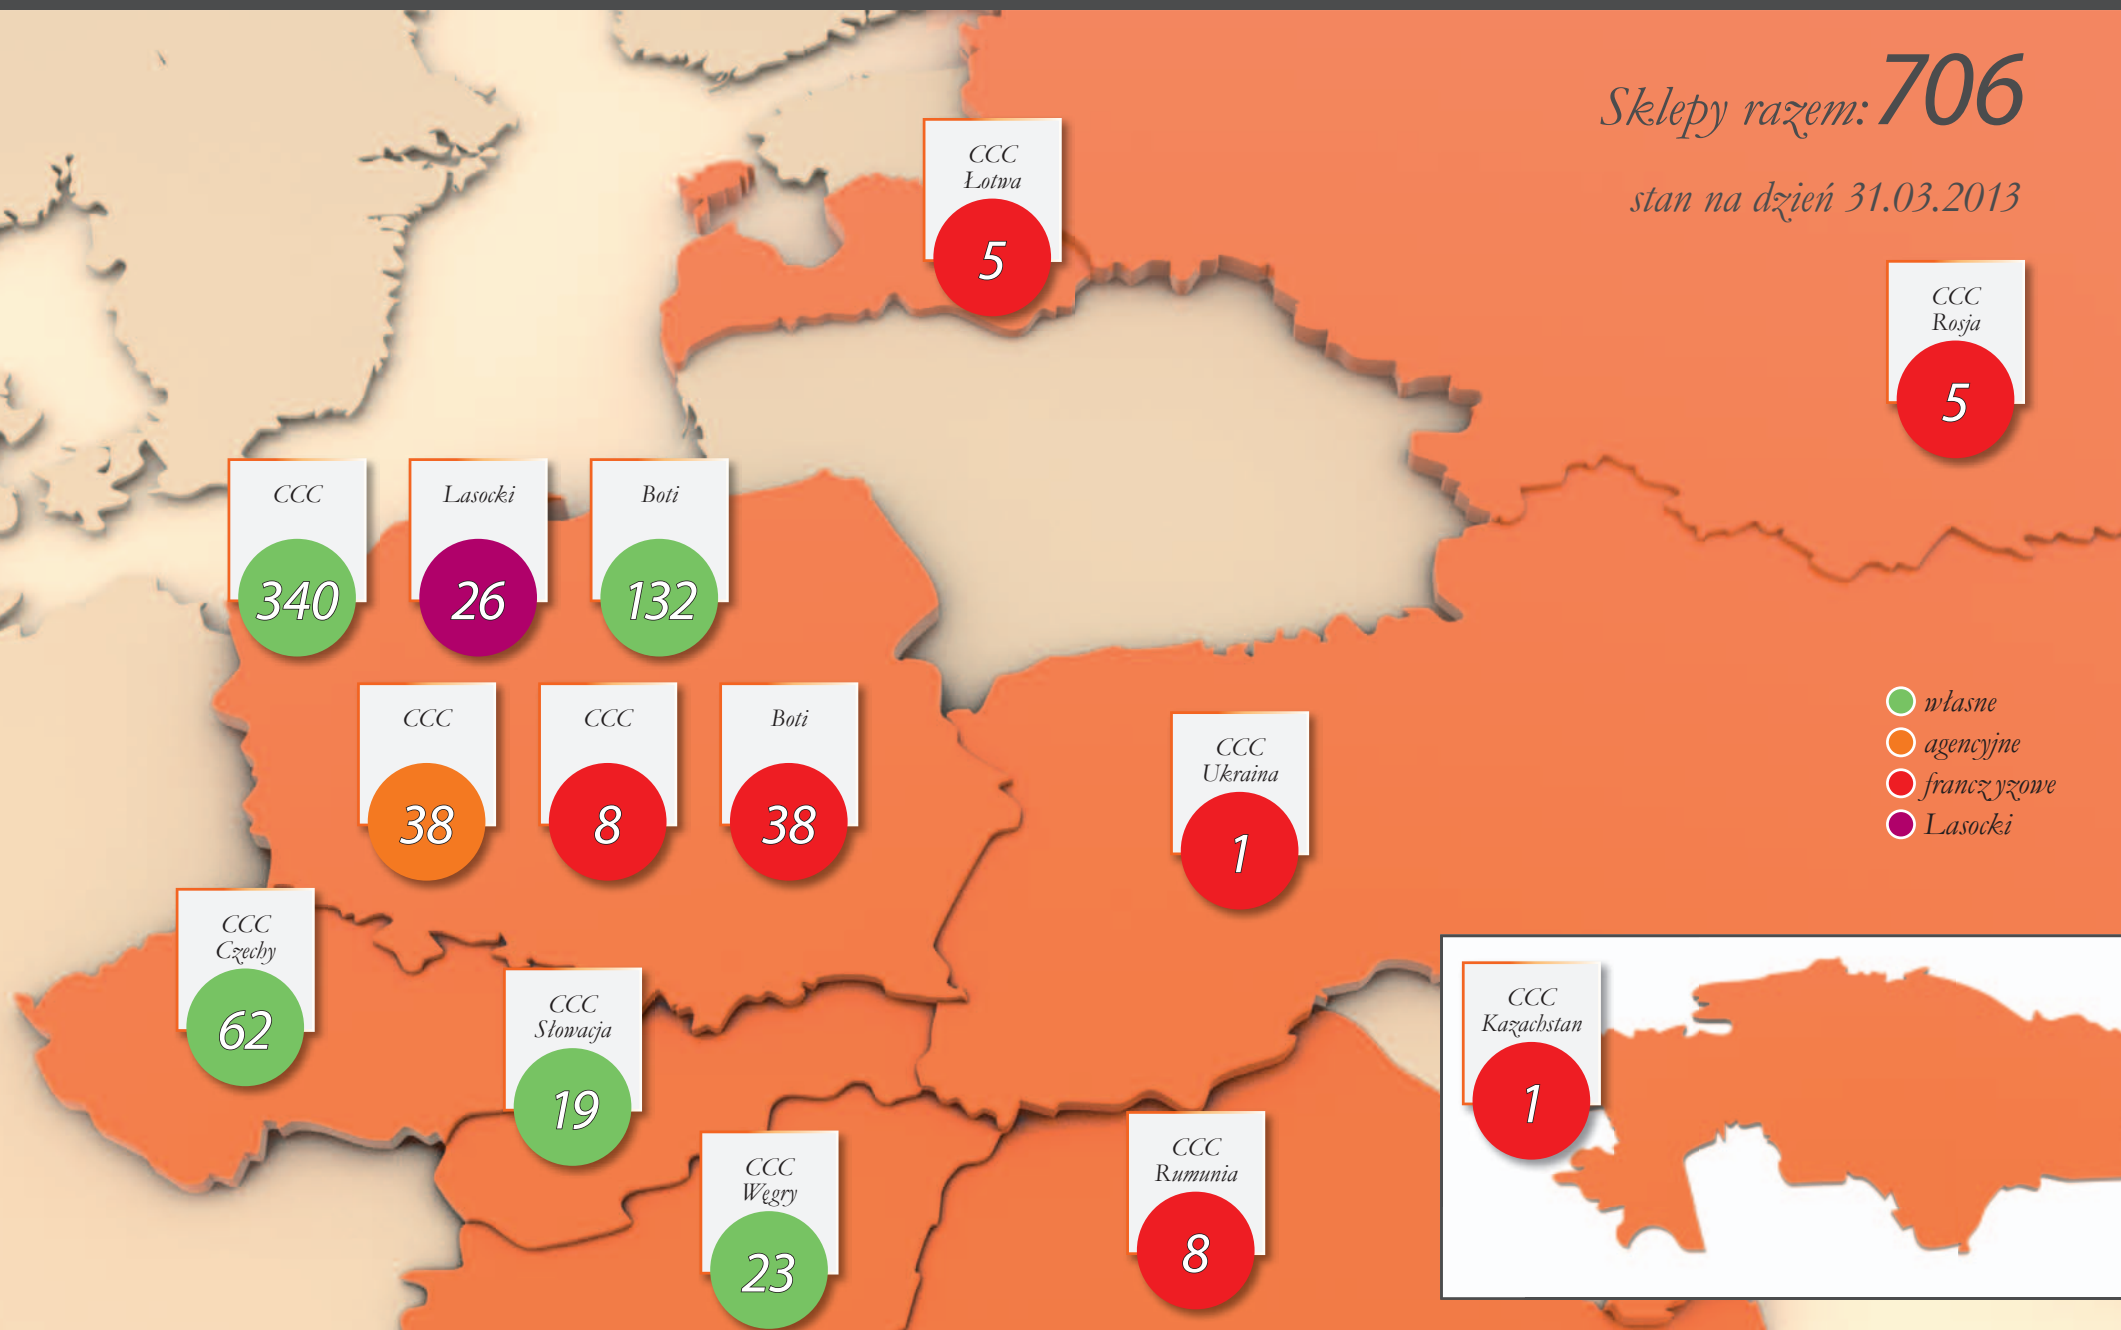 Sklepy razem: 706
stan na dzień 31.03.2013
CCC
Łotwa
5
CCC
Rosja
5
CCC
340
Lasocki
26
Boti
132
CCC
38
CCC
8
Boti
38
CCC
Ukraina
1
własne
agencyjne
franczyzowe
Lasocki
CCC
Czechy
62
CCC
Słowacja
19
CCC
Węgry
23
CCC
Rumunia
8
CCC
Kazachstan
1